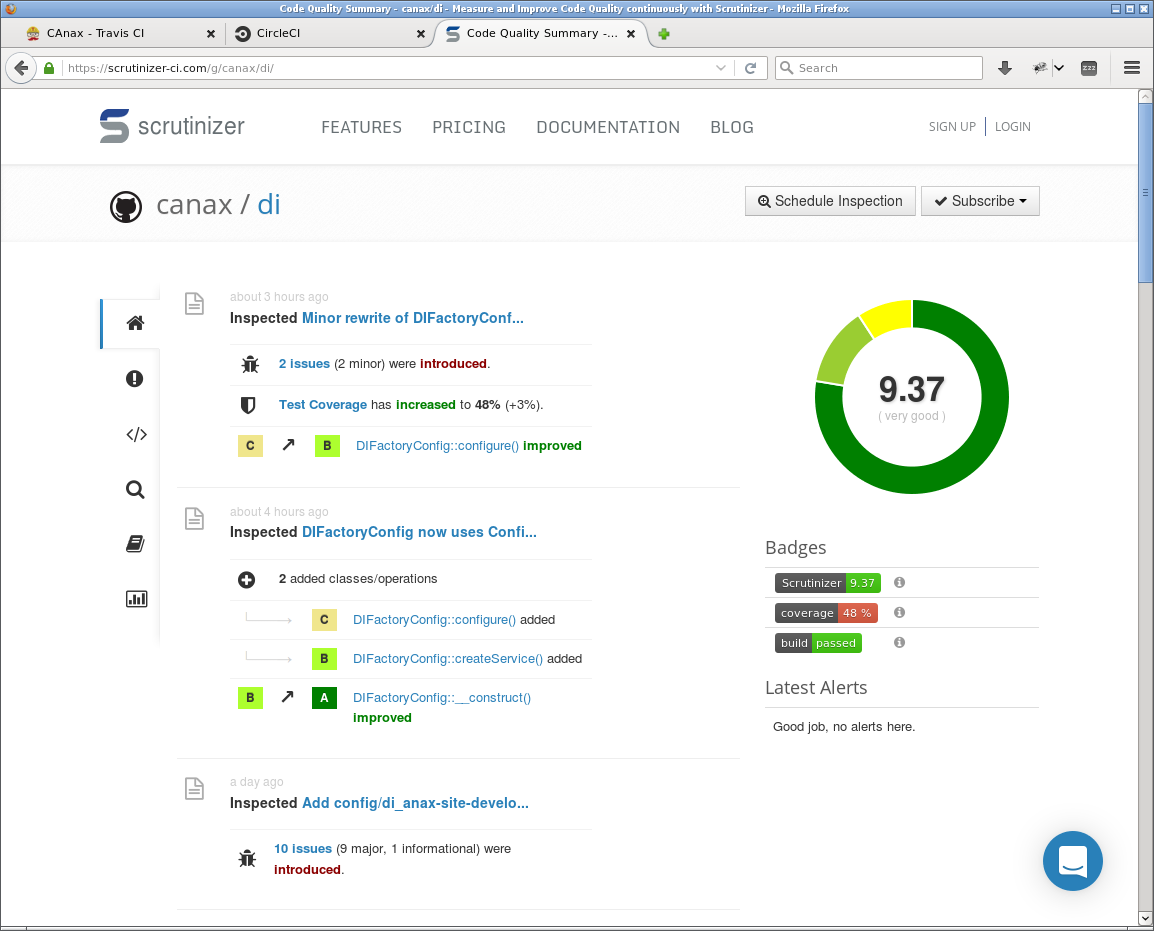 Code Quality Summary - canax/di - Measure and Improve Code Quality continuously with Scrutinizer - Mozilla Firefox
CAnax - Travis CI
CircleCI
Code Quality Summary -...
https://scrutinizer-ci.com/g/canax/di/
Search
zzz
scrutinizer
FEATURES
PRICING
DOCUMENTATION
BLOG
SIGN UP
LOGIN
canax / di
Schedule Inspection
Subscribe
about 3 hours ago
Inspected Minor rewrite of DIFactoryConf...
2 issues (2 minor) were introduced.
Test Coverage has increased to 48% (+3%).
C B DIFactoryConfig::configure() improved
about 4 hours ago
Inspected DIFactoryConfig now uses Confi...
2 added classes/operations
C DIFactoryConfig::configure() added
B DIFactoryConfig::createService() added
B A DIFactoryConfig::__construct()
improved
a day ago
Inspected Add config/di_anax-site-develo...
10 issues (9 major, 1 informational) were
introduced.
9.37
( very good )
Badges
Scrutinizer 9.37
coverage 48 %
build passed
Latest Alerts
Good job, no alerts here.